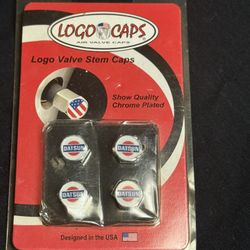 LOGO CAPS
AIR VALVE CAPS
Logo Valve Stem Caps
Show Quality
Chrome Plated
DATSUN
DATSUN
DATSUN
DATSUN
Designed in the USA